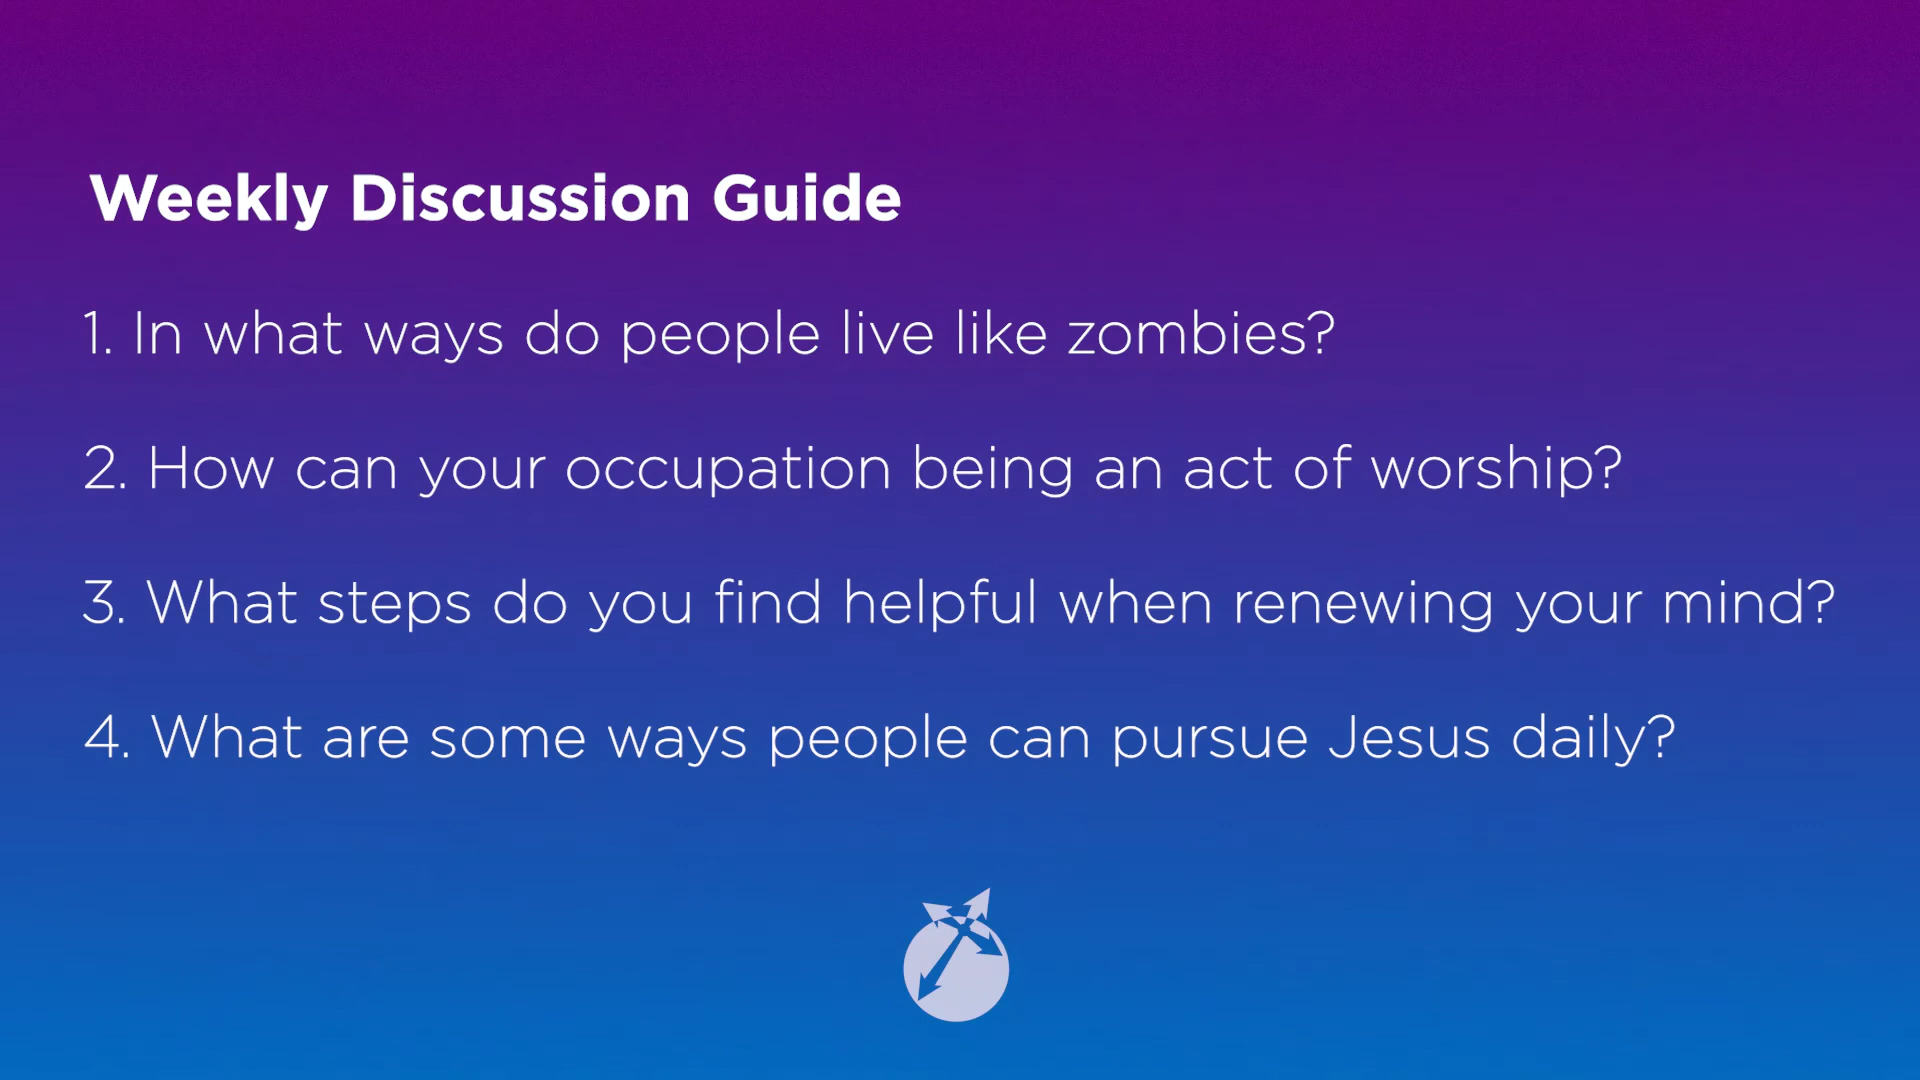 Weekly Discussion Guide
1. In what ways do people live like zombies?
2. How can your occupation being an act of worship?
3. What steps do you find helpful when renewing your mind?
4. What are some ways people can pursue Jesus daily?